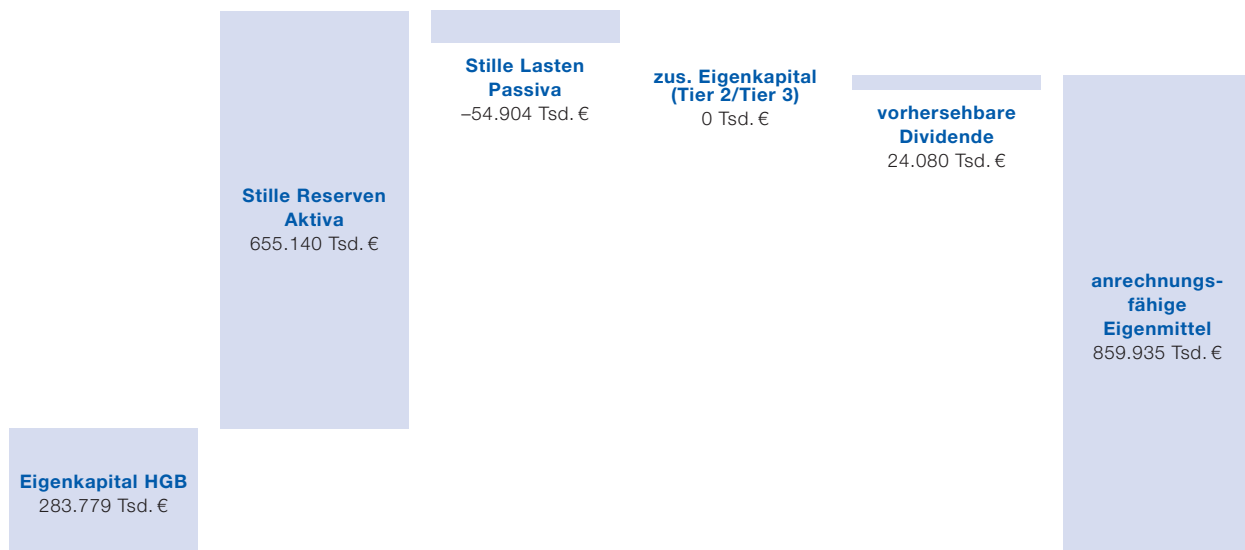 Eigenkapital HGB
283.779 Tsd. €
Stille Reserven
Aktiva
655.140 Tsd. €
Stille Lasten
Passiva
–54.904 Tsd. €
zus. Eigenkapital
(Tier 2/Tier 3)
0 Tsd. €
vorhersehbare
Dividende
24.080 Tsd. €
anrechnungs-
fähige
Eigenmittel
859.935 Tsd. €